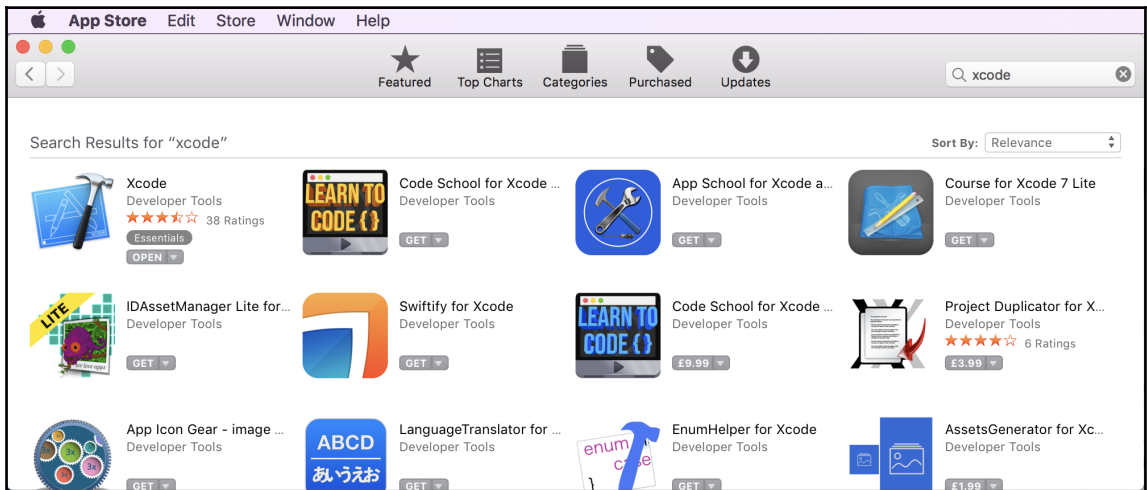 App Store Edit Store Window Help
Featured Top Charts Categories Purchased Updates
xcode
Search Results for “xcode”
Sort By: Relevance
Xcode
Developer Tools
38 Ratings
Essentials
OPEN
LEARN TO
CODE {}
Code School for Xcode ...
Developer Tools
GET
App School for Xcode a...
Developer Tools
GET
Course for Xcode 7 Lite
Developer Tools
GET
LITE
IDAssetManager Lite for...
Developer Tools
GET
Swiftify for Xcode
Developer Tools
GET
LEARN TO
CODE {}
Code School for Xcode ...
Developer Tools
£9.99
Project Duplicator for X...
Developer Tools
6 Ratings
£3.99
3x
App Icon Gear - image ...
Developer Tools
GET
ABCD
あいうえお
LanguageTranslator for ...
Developer Tools
GET
enum
case
}
EnumHelper for Xcode
Developer Tools
GET
AssetsGenerator for Xc...
Developer Tools
£1.99